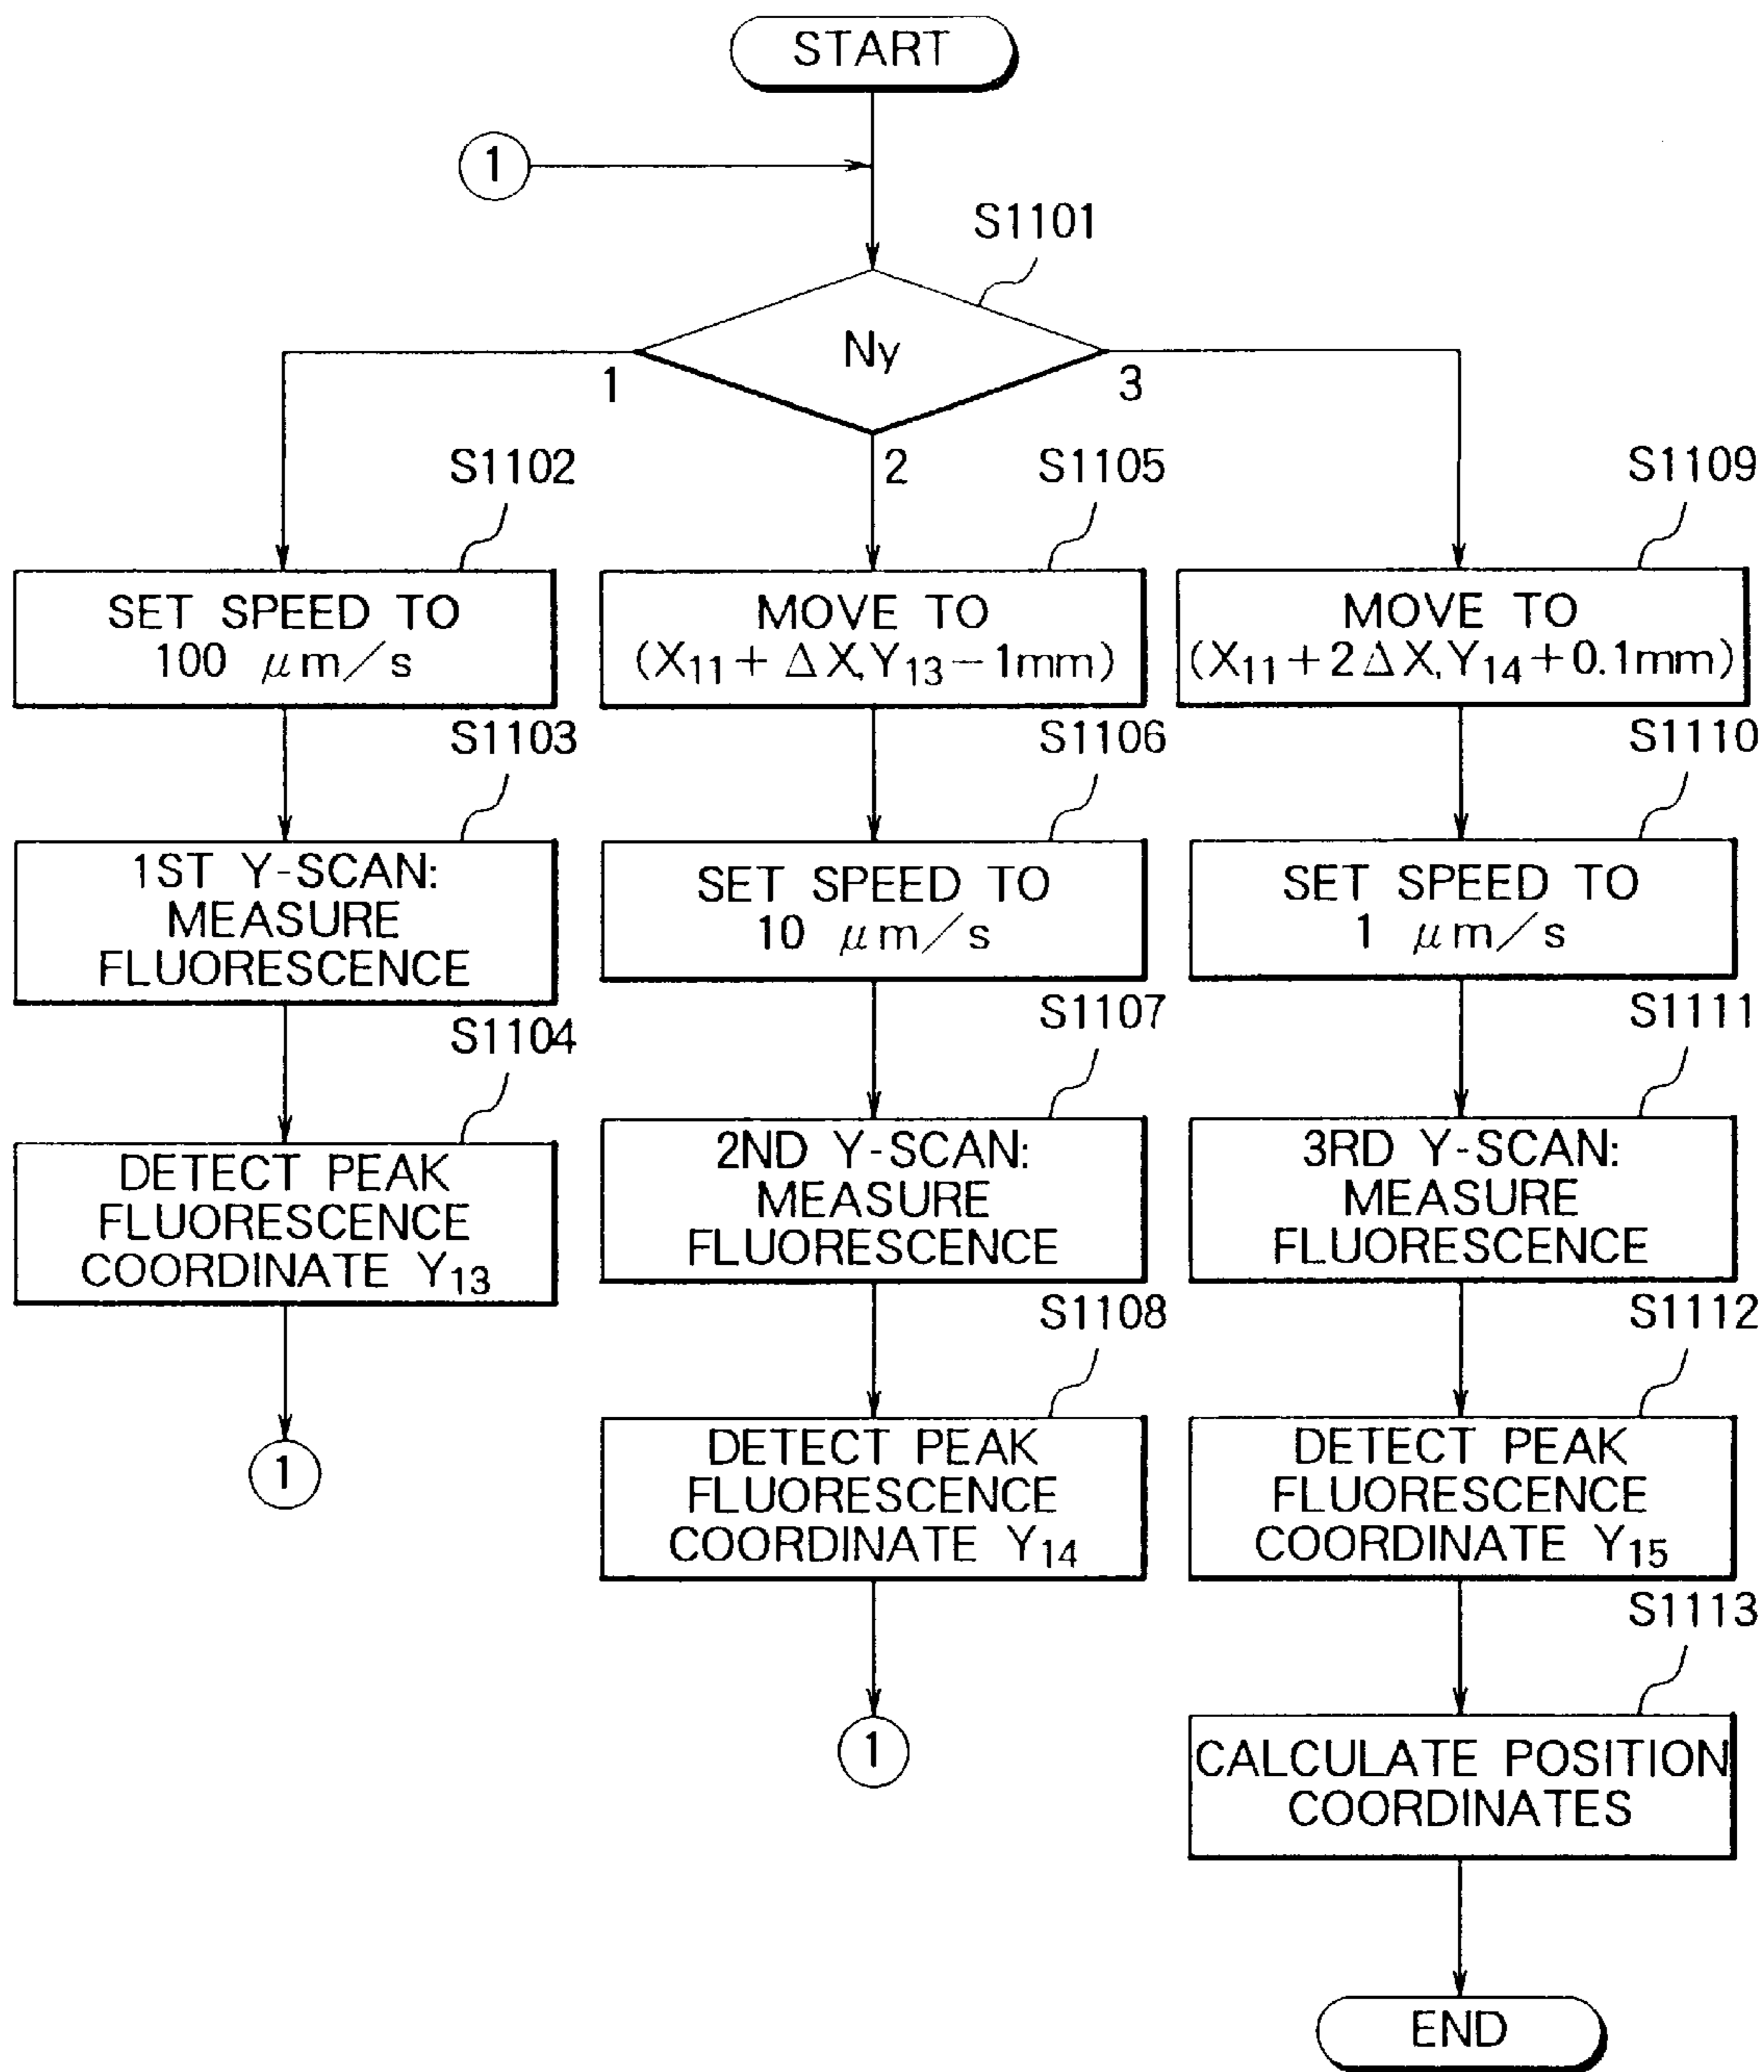 START
1
S1101
Ny
1
2
3
S1102
SET SPEED TO
100 μm/s
S1103
1ST Y-SCAN:
MEASURE
FLUORESCENCE
S1104
DETECT PEAK
FLUORESCENCE
COORDINATE Y13
1
S1105
MOVE TO
(X11+ΔX,Y13−1mm)
S1106
SET SPEED TO
10 μm/s
S1107
2ND Y-SCAN:
MEASURE
FLUORESCENCE
S1108
DETECT PEAK
FLUORESCENCE
COORDINATE Y14
1
S1109
MOVE TO
(X11+2ΔX,Y14+0.1mm)
S1110
SET SPEED TO
1 μm/s
S1111
3RD Y-SCAN:
MEASURE
FLUORESCENCE
S1112
DETECT PEAK
FLUORESCENCE
COORDINATE Y15
S1113
CALCULATE POSITION
COORDINATES
END